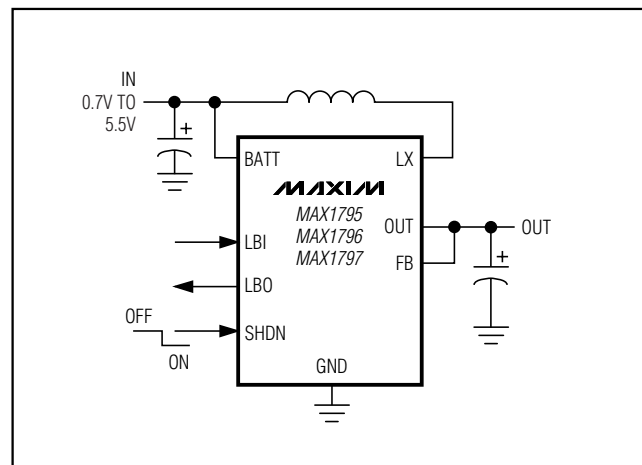 IN
0.7V TO
5.5V
+
BATT
LX
MAXIM
MAX1795
MAX1796
MAX1797
OUT
OUT
FB
+
LBI
LBO
OFF
ON
SHDN
GND